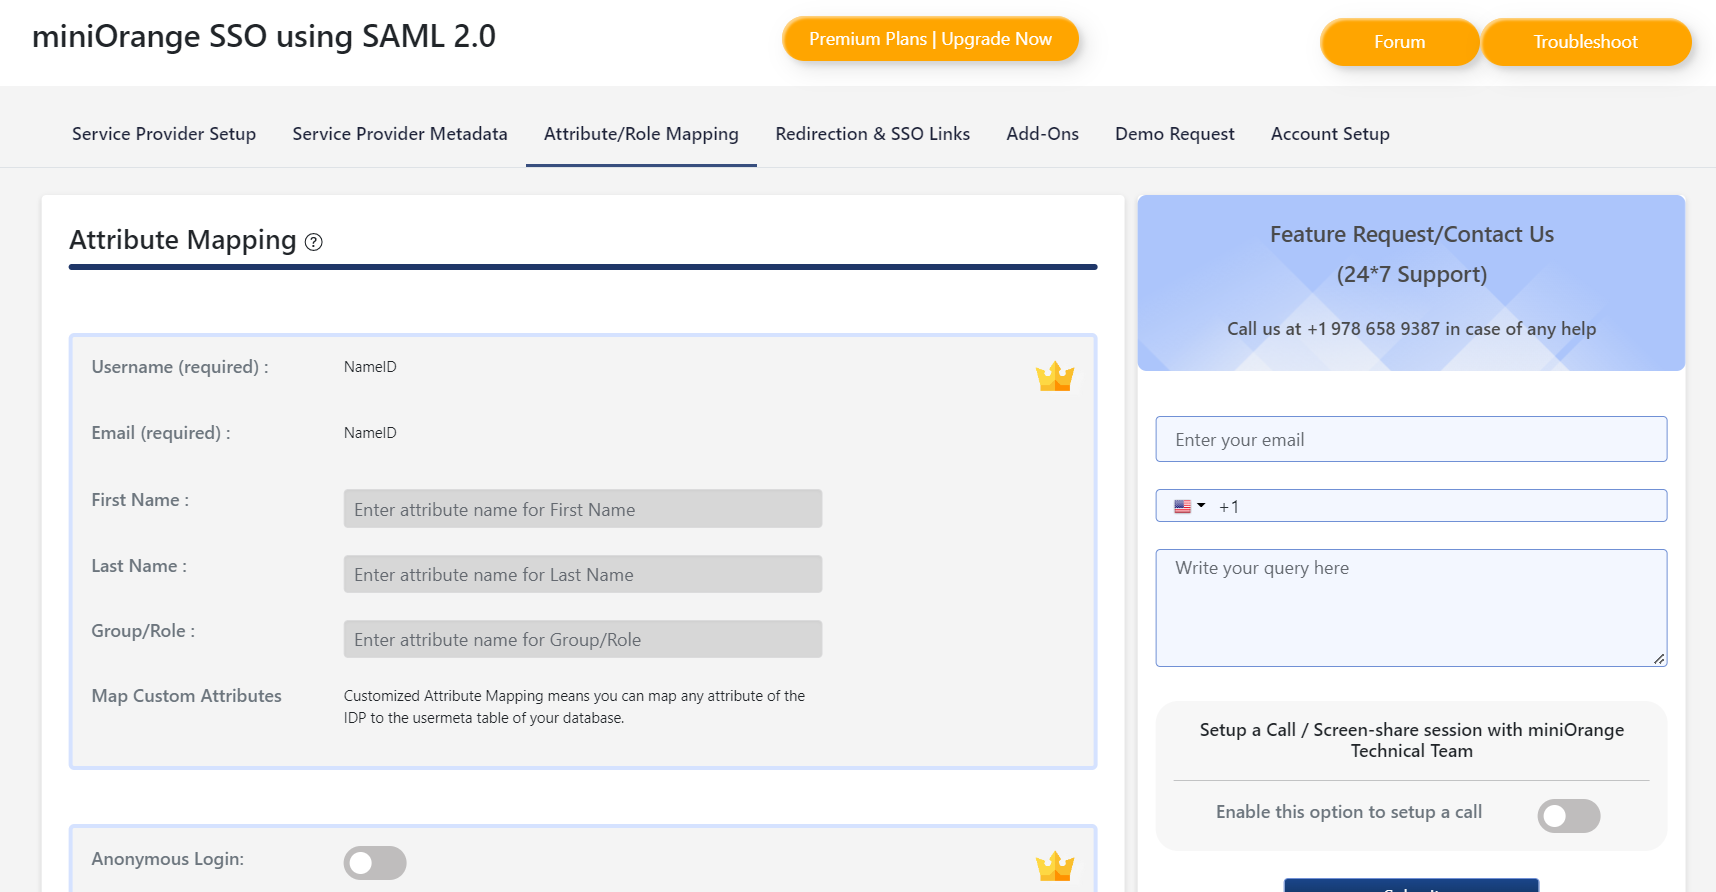 miniOrange SSO using SAML 2.0
Premium Plans | Upgrade Now
Forum
Troubleshoot
Service Provider Setup
Service Provider Metadata
Attribute/Role Mapping
Redirection & SSO Links
Add-Ons
Demo Request
Account Setup
Attribute Mapping ?
Username (required) :
NameID
Email (required) :
NameID
First Name :
Enter attribute name for First Name
Last Name :
Enter attribute name for Last Name
Group/Role :
Enter attribute name for Group/Role
Map Custom Attributes
Customized Attribute Mapping means you can map any attribute of the
IDP to the usermeta table of your database.
Anonymous Login:
Feature Request/Contact Us
(24*7 Support)
Call us at +1 978 658 9387 in case of any help
Enter your email
+1
Write your query here
Setup a Call / Screen-share session with miniOrange
Technical Team
Enable this option to setup a call